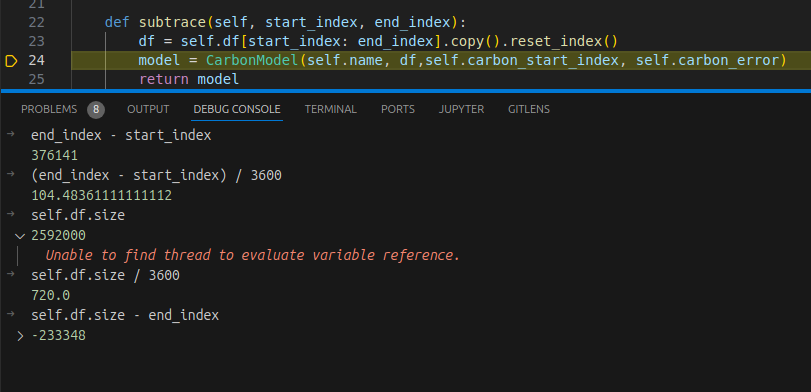 21
22 def subtrace(self, start_index, end_index):
23 df = self.df[start_index: end_index].copy().reset_index()
24 model = CarbonModel(self.name, df,self.carbon_start_index, self.carbon_error)
25 return model
PROBLEMS 8 OUTPUT DEBUG CONSOLE TERMINAL PORTS JUPYTER GITLENS
end_index - start_index
376141
(end_index - start_index) / 3600
104.48361111111112
self.df.size
2592000
Unable to find thread to evaluate variable reference.
self.df.size / 3600
720.0
self.df.size - end_index
-233348